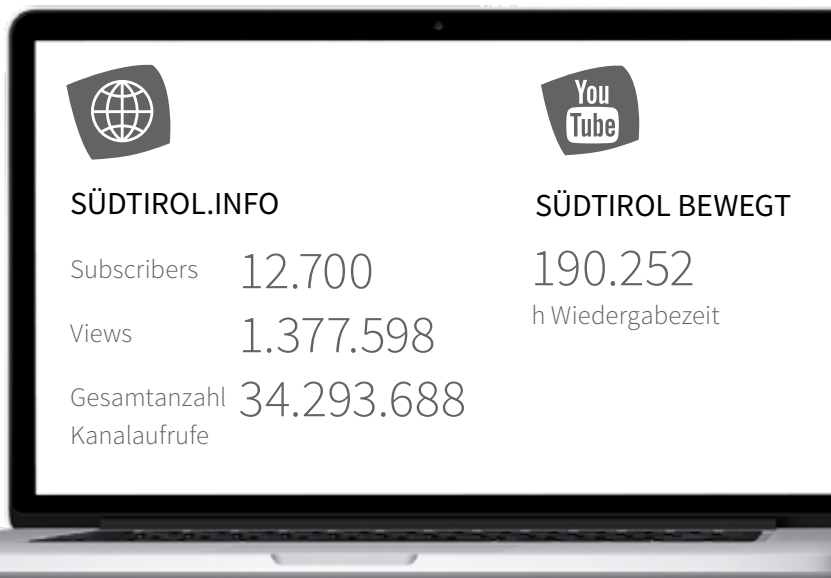 You
Tube
SÜDTIROL.INFO
Subscribers 12.700
Views 1.377.598
Gesamtanzahl 34.293.688
Kanalaufrufe
SÜDTIROL BEWEGT
190.252
h Wiedergabezeit